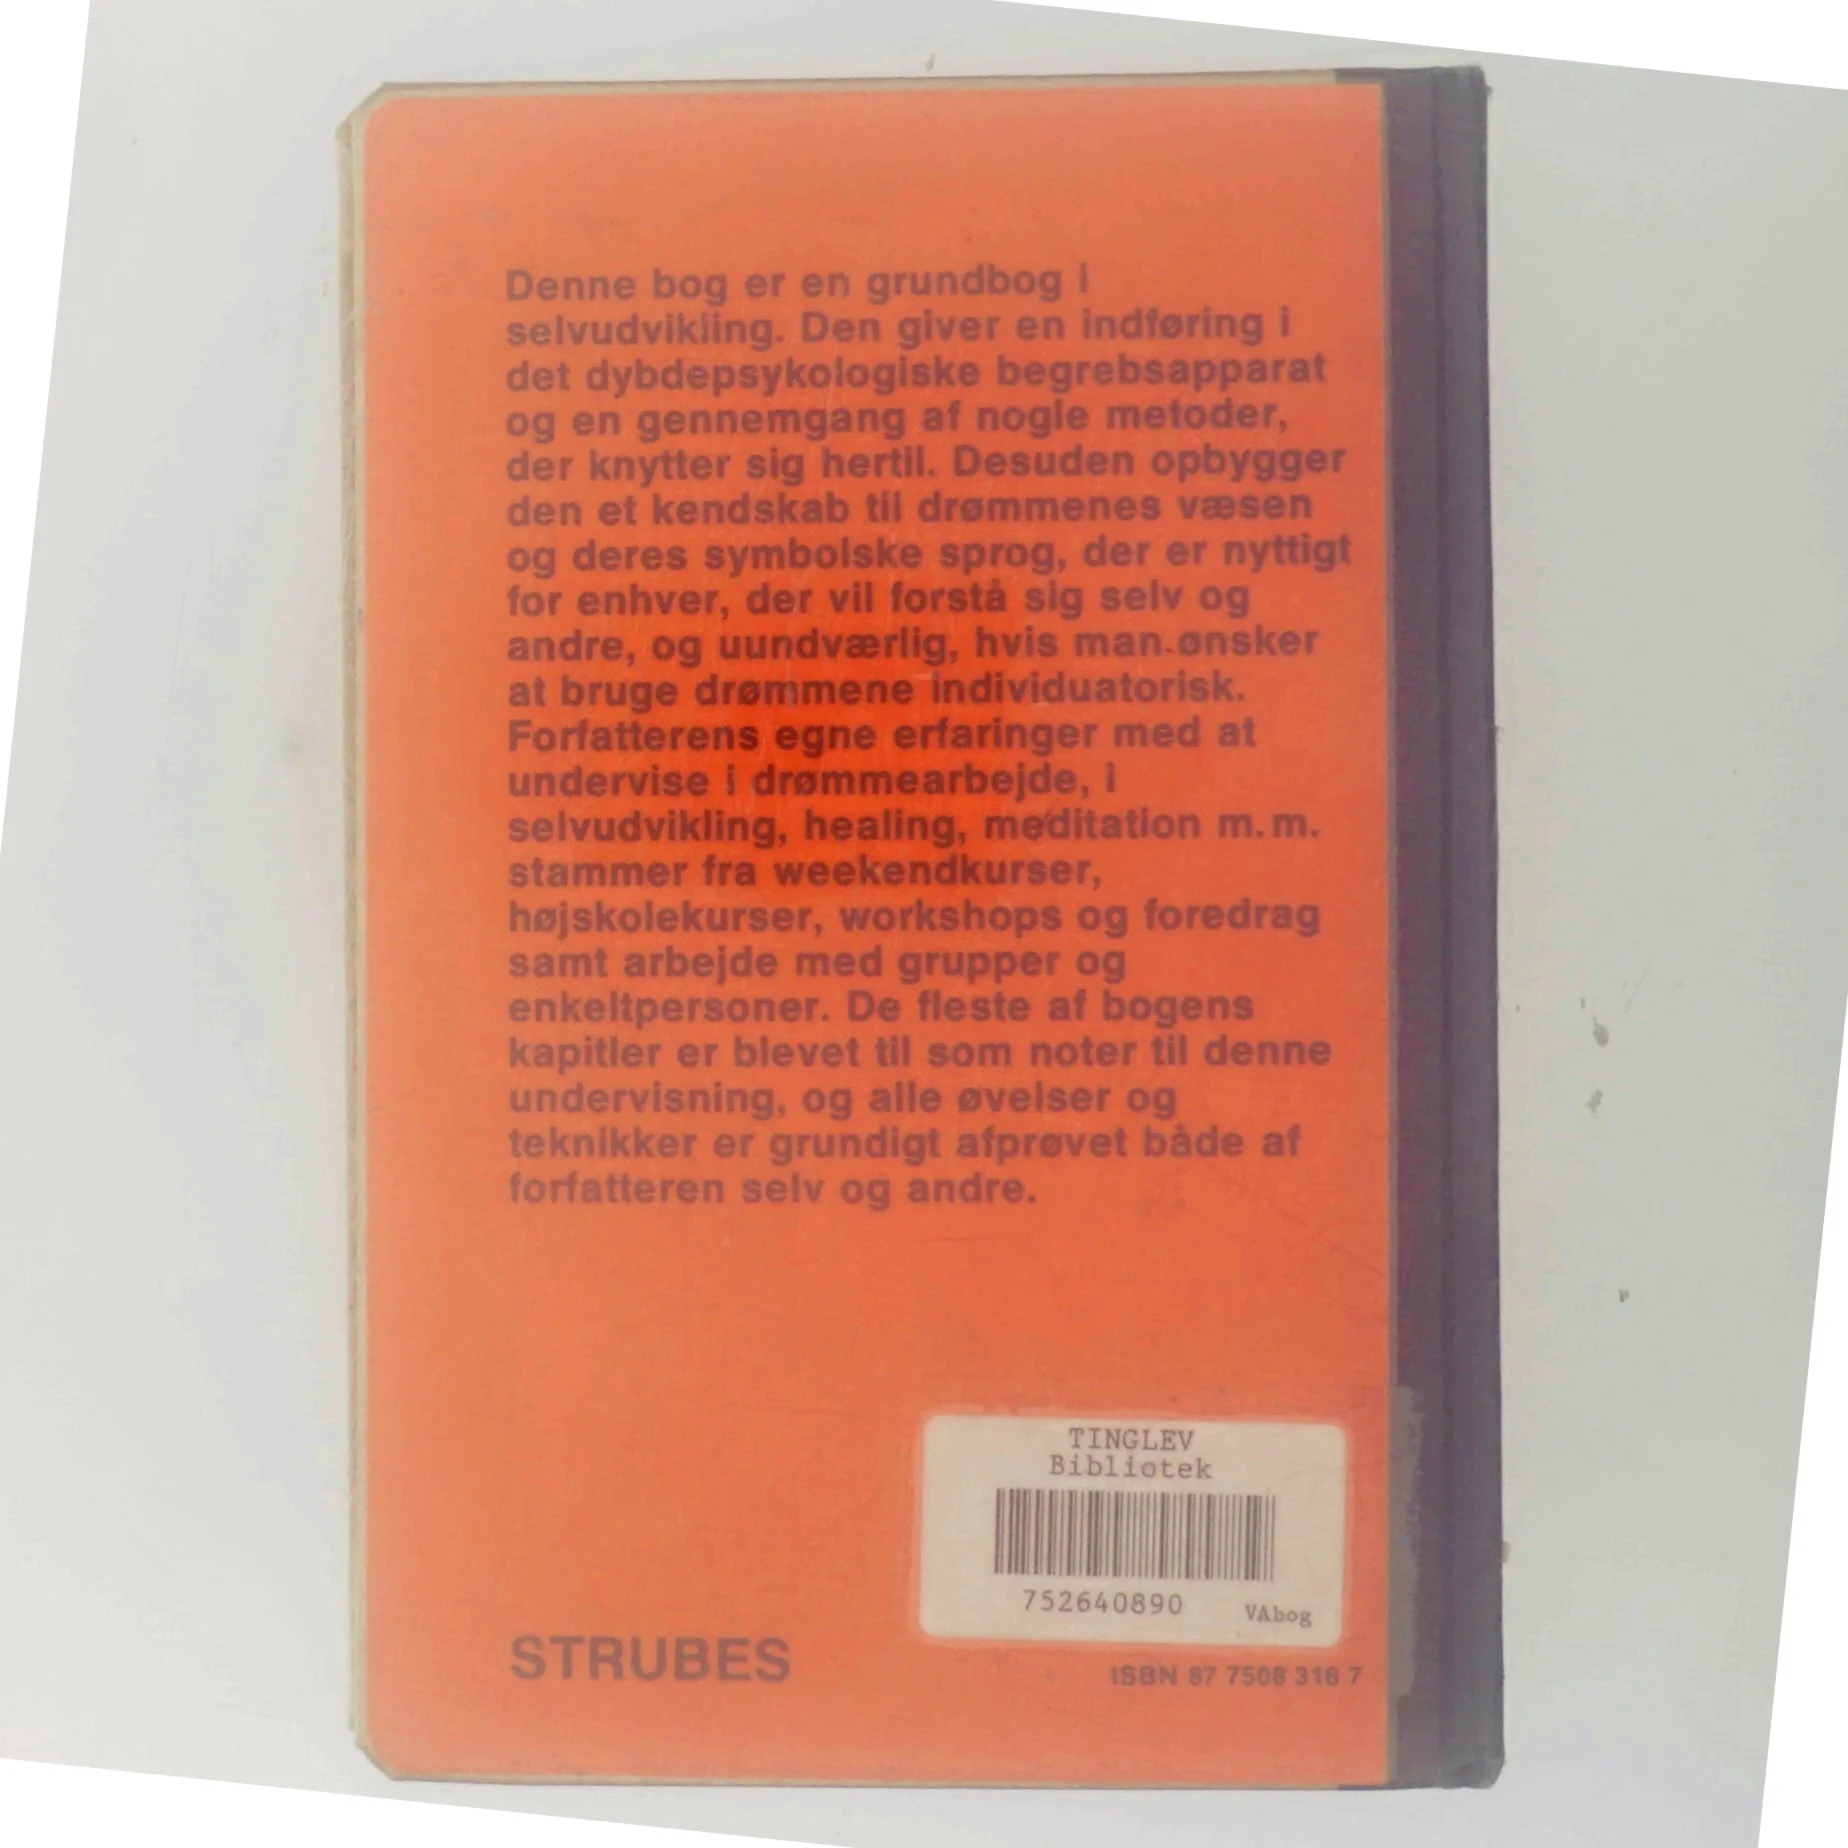 Denne bog er en grundbog i
selvudvikling. Den giver en indføring i
det dybdepsykologiske begrebsapparat
og en gennemgang af nogle metoder,
der knytter sig hertil. Desuden opbygger
den et kendskab til drømmenes væsen
og deres symbolske sprog, der er nyttigt
for enhver, der vil forstå sig selv og
andre, og uundværlig, hvis man ønsker
at bruge drømmene individuatorisk.
Forfatterens egne erfaringer med at
undervise i drømmearbejde, i
selvudvikling, healing, meditation m.m.
stammer fra weekendkurser,
højskolekurser, workshops og foredrag
samt arbejde med grupper og
enkeltpersoner. De fleste af bogens
kapitler er blevet til som noter til denne
undervisning, og alle øvelser og
teknikker er grundigt afprøvet både af
forfatteren selv og andre.
TINGLEV
Bibliotek
752640890 VAbog
STRUBES
ISBN 87 7508 316 7